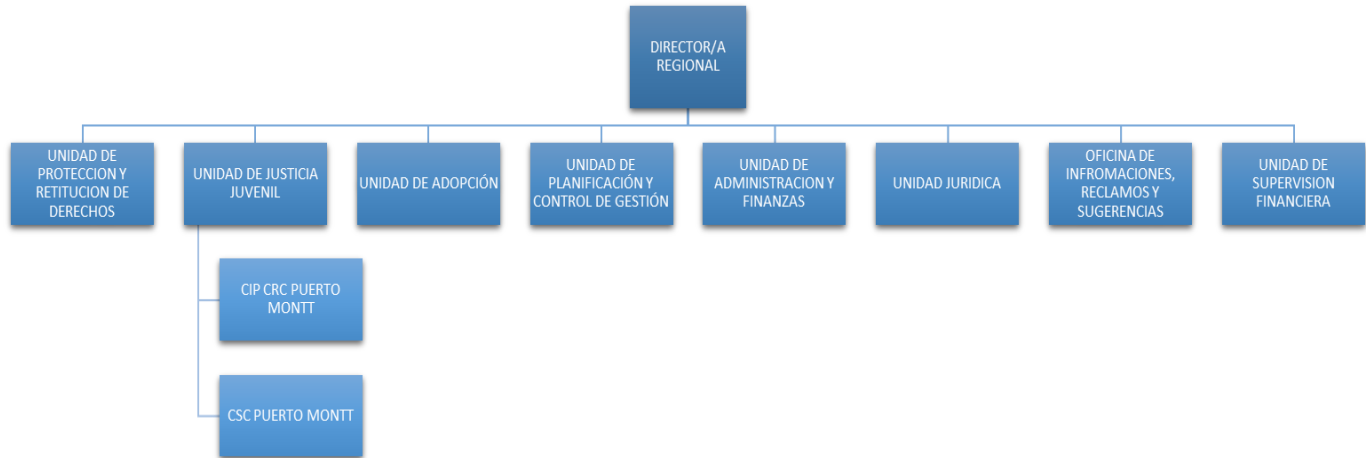 DIRECTOR/A
REGIONAL
UNIDAD DE
PROTECCION Y
RETITUCION DE
DERECHOS
UNIDAD DE JUSTICIA
JUVENIL
UNIDAD DE ADOPCIÓN
UNIDAD DE
PLANIFICACIÓN Y
CONTROL DE GESTIÓN
UNIDAD DE
ADMINISTRACION Y
FINANZAS
UNIDAD JURIDICA
OFICINA DE
INFROMACIONES,
RECLAMOS Y
SUGERENCIAS
UNIDAD DE
SUPERVISION
FINANCIERA
CIP CRC PUERTO
MONTT
CSC PUERTO MONTT